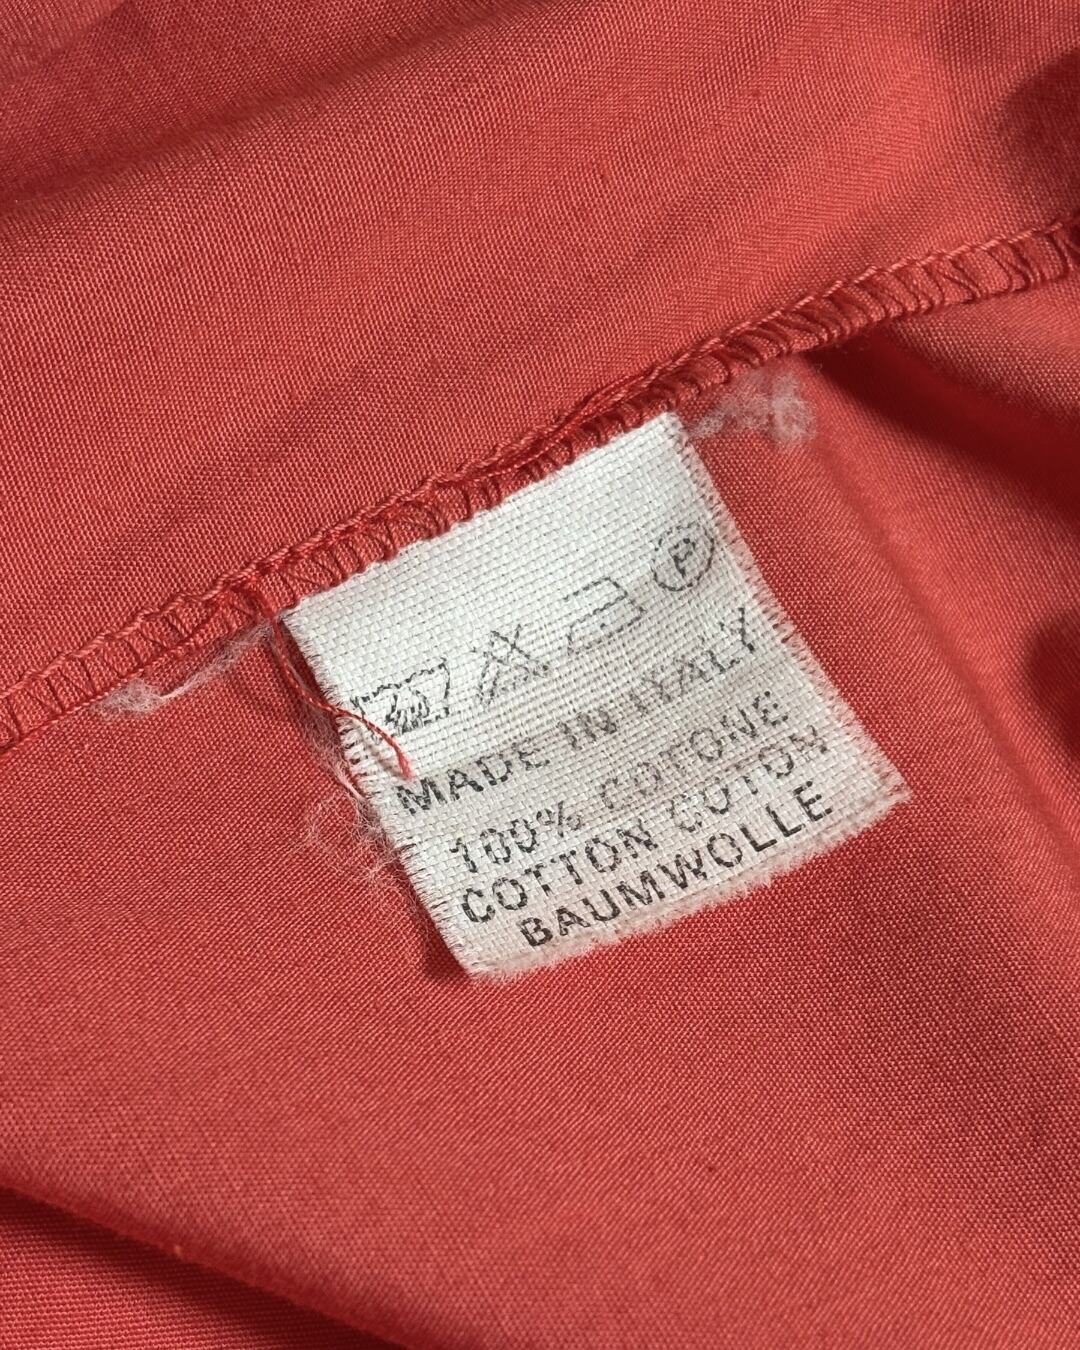 P
MADE IN ITALY
100% COTONE
COTTON COTON
BAUMWOLLE